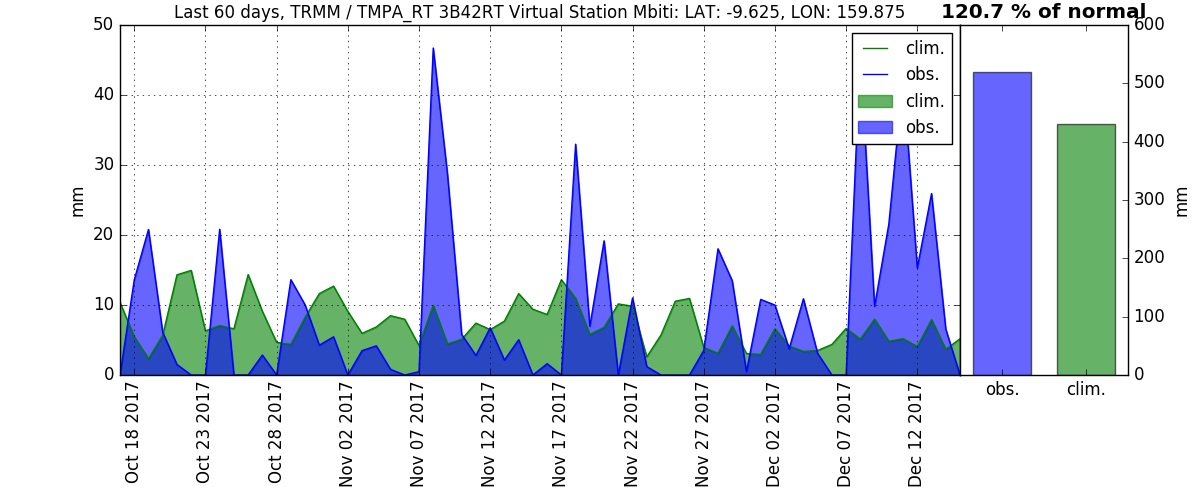 Last 60 days, TRMM / TMPA_RT 3B42RT Virtual Station Mbiti: LAT: -9.625, LON: 159.875
120.7 % of normal
50
40
30
20
10
0
mm
clim.
obs.
clim.
obs.
600
500
400
300
200
100
0
mm
obs.
clim.
Oct 18 2017
Oct 23 2017
Oct 28 2017
Nov 02 2017
Nov 07 2017
Nov 12 2017
Nov 17 2017
Nov 22 2017
Nov 27 2017
Dec 02 2017
Dec 07 2017
Dec 12 2017